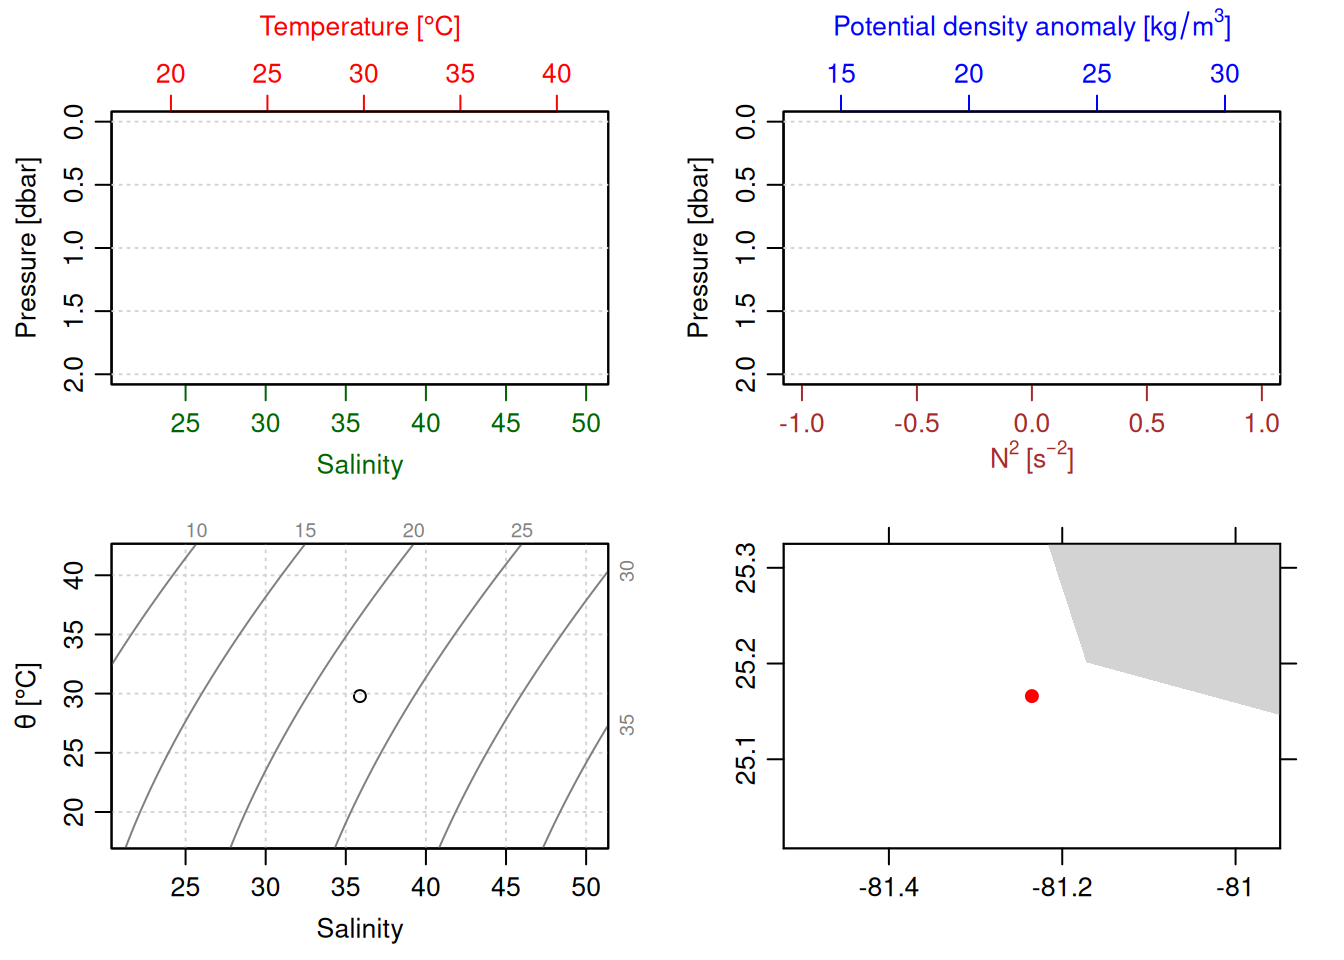 Temperature [°C]
20 25 30 35 40
Pressure [dbar]
0.0 0.5 1.0 1.5 2.0
25 30 35 40 45 50
Salinity
Potential density anomaly [kg/m³]
15 20 25 30
Pressure [dbar]
0.0 0.5 1.0 1.5 2.0
-1.0 -0.5 0.0 0.5 1.0
N² [s⁻²]
10 15 20 25
30
35
θ [°C]
40 35 30 25 20
25 30 35 40 45 50
Salinity
25.3 25.2 25.1
-81.4 -81.2 -81